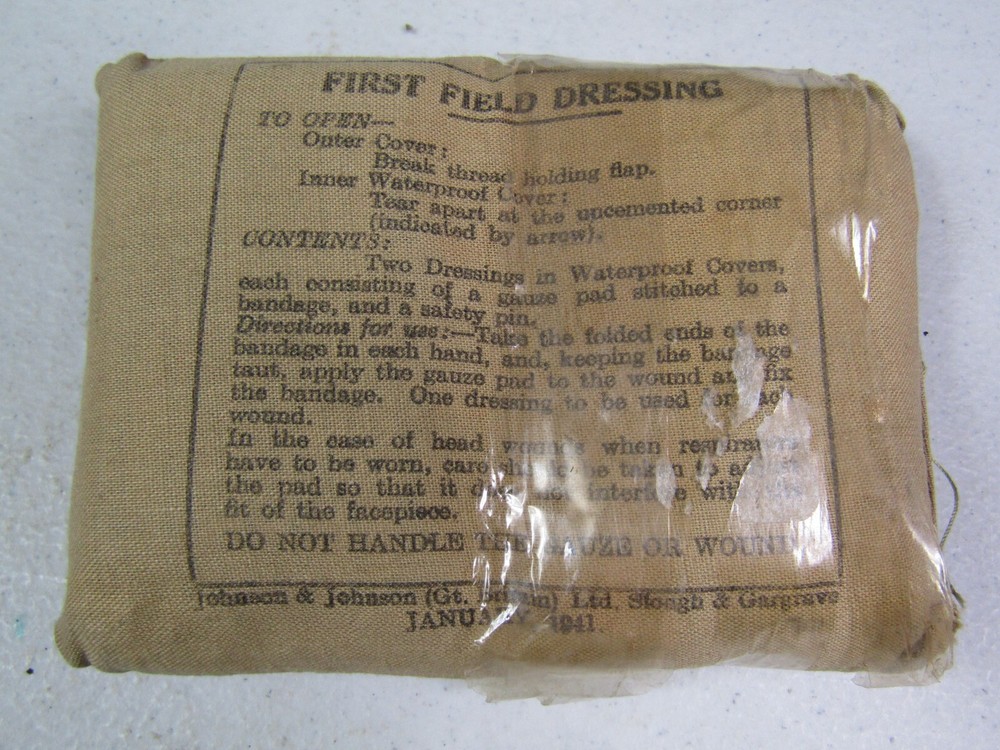 FIRST FIELD DRESSING
TO OPEN—
Outer Cover:
Break thread holding flap.
Inner Waterproof Cover:
Tear apart at the uncemented corner
(indicated by arrow).
CONTENTS:
Two Dressings in Waterproof Covers,
each consisting of a gauze pad stitched to a
bandage, and a safety pin.
Directions for use:—Take the folded ends of the
bandage in each hand, and, keeping the bandage
taut, apply the gauze pad to the wound and fix
the bandage. One dressing to be used for each
wound.
In the case of head wounds when respirators
have to be worn, care should be taken to adjust
the pad so that it does not interfere with the
fit of the facepiece.
DO NOT HANDLE THE GAUZE OR WOUND
Johnson & Johnson (Gt. Britain) Ltd. Slough & Gargrave
JANUARY 1941.